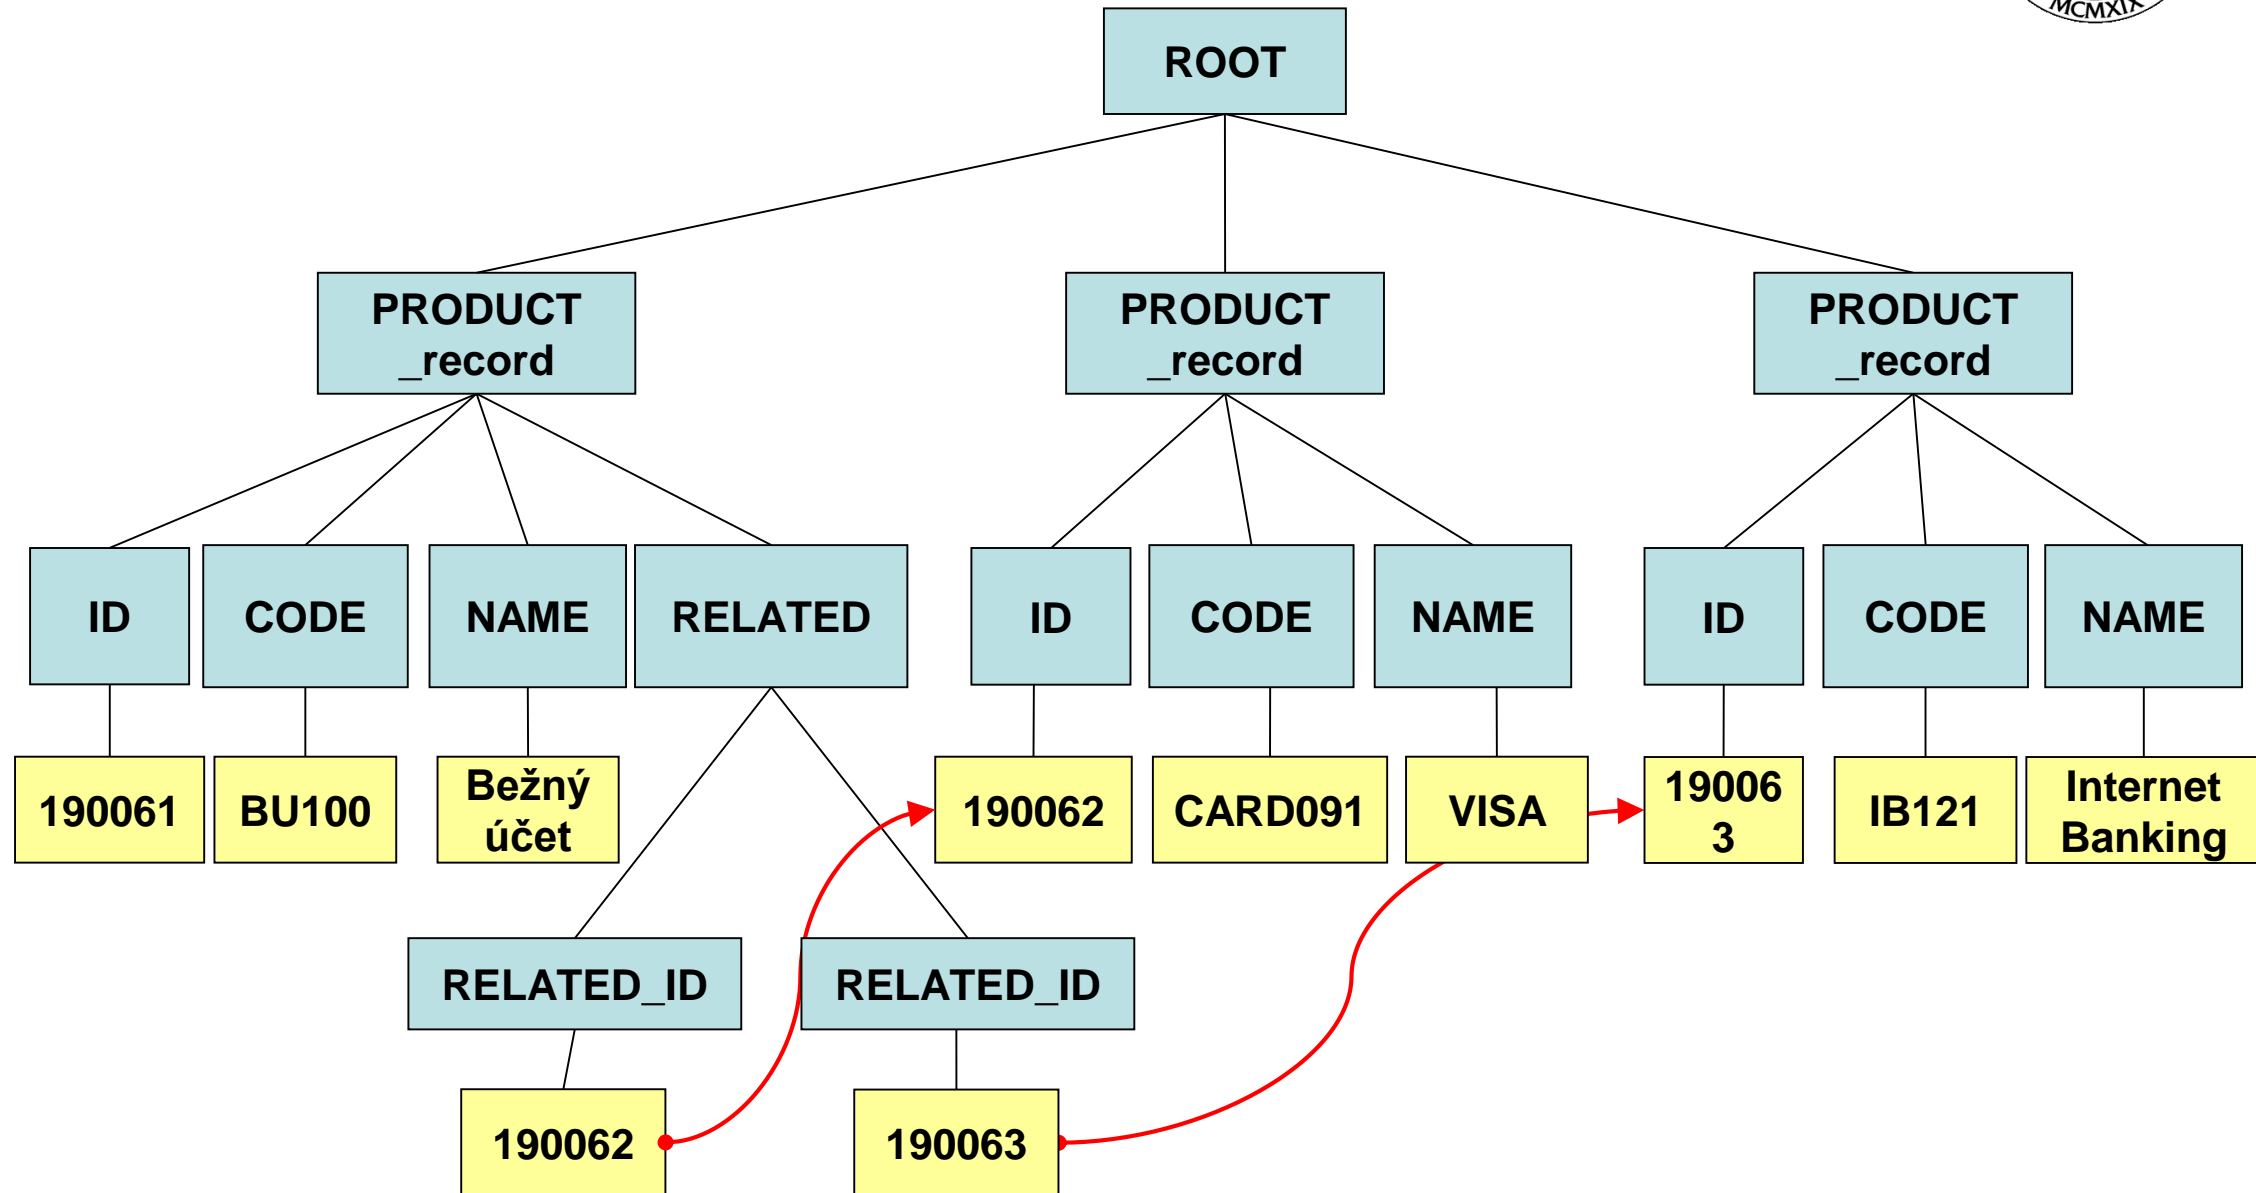 MCMXIX
ROOT
PRODUCT
_record
PRODUCT
_record
PRODUCT
_record
ID
CODE
NAME
RELATED
ID
CODE
NAME
ID
CODE
NAME
190061
BU100
Bežný
účet
190062
CARD091
VISA
19006
3
IB121
Internet
Banking
RELATED_ID
RELATED_ID
190062
190063